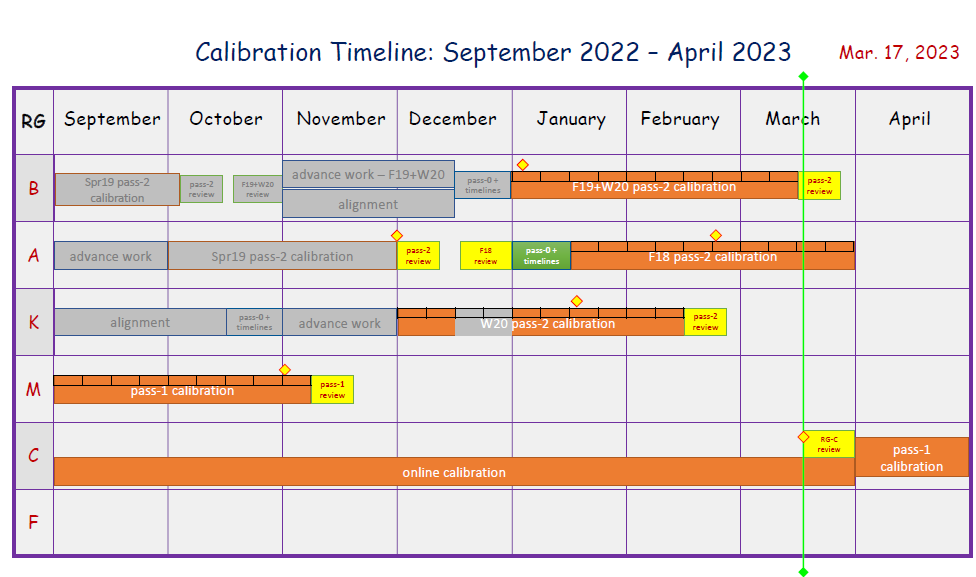 Calibration Timeline: September 2022 – April 2023
Mar. 17, 2023
RG
September
October
November
December
January
February
March
April
B
Spr19 pass-2
calibration
pass-2
review
F19+W20
review
advance work – F19+W20
alignment
pass-0 +
timelines
F19+W20 pass-2 calibration
pass-2
review
A
advance work
Spr19 pass-2 calibration
pass-2
review
F18
review
pass-0 +
timelines
F18 pass-2 calibration
K
alignment
pass-0 +
timelines
advance work
W20 pass-2 calibration
pass-2
review
M
pass-1 calibration
pass-1
review
C
online calibration
RG-C
review
pass-1
calibration
F